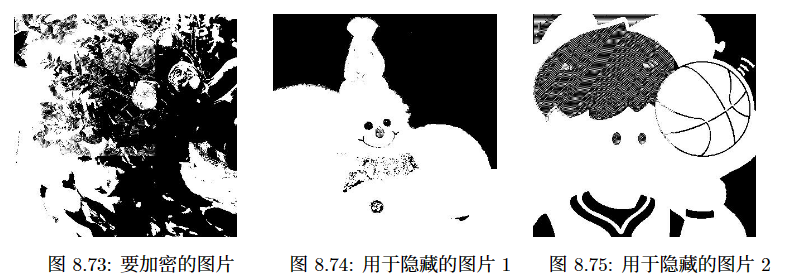 图 8.73: 要加密的图片
图 8.74: 用于隐藏的图片 1
图 8.75: 用于隐藏的图片 2